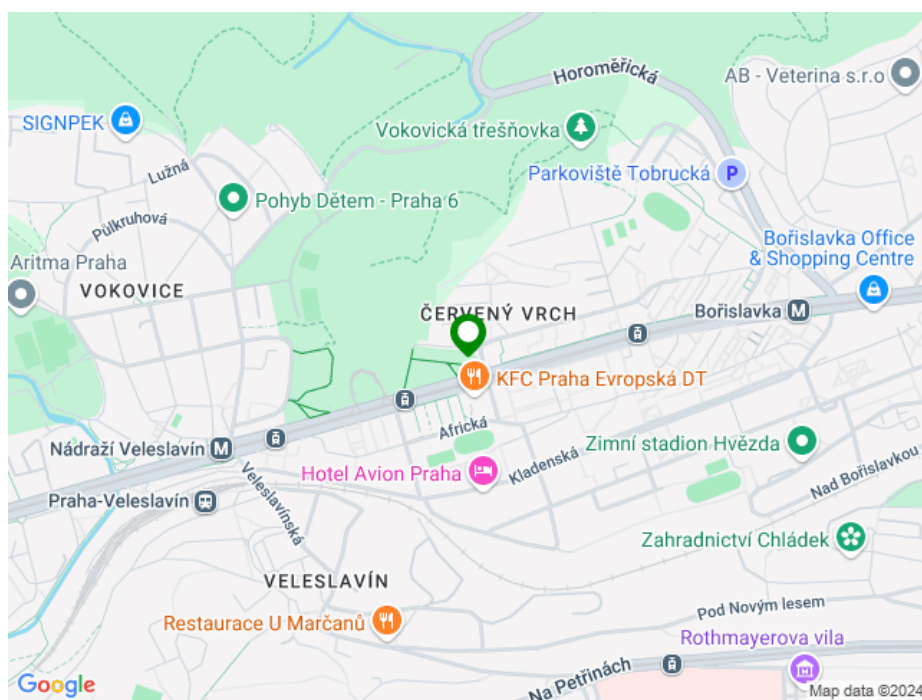 Horoměřická
AB - Veterina s.r.o
SIGNPEK
Vokovická třešňovka
Lužná
Parkoviště Tobrucká
P
Pohyb Dětem - Praha 6
Půlkruhová
Bořislavka Office
& Shopping Centre
Aritma Praha
VOKOVICE
ČERVENÝ VRCH
Bořislavka M
KFC Praha Evropská DT
Africká
Nádraží Veleslavín M
Zimní stadion Hvězda
Hotel Avion Praha
Kladenská
Nad Bořislavkou
Praha-Veleslavín
Veleslavínská
Zahradnictví Chládek
VELESLAVÍN
Restaurace U Marčanů
Pod Novým lesem
Rothmayerova vila
Na Petřinách
Google
Map data ©2024